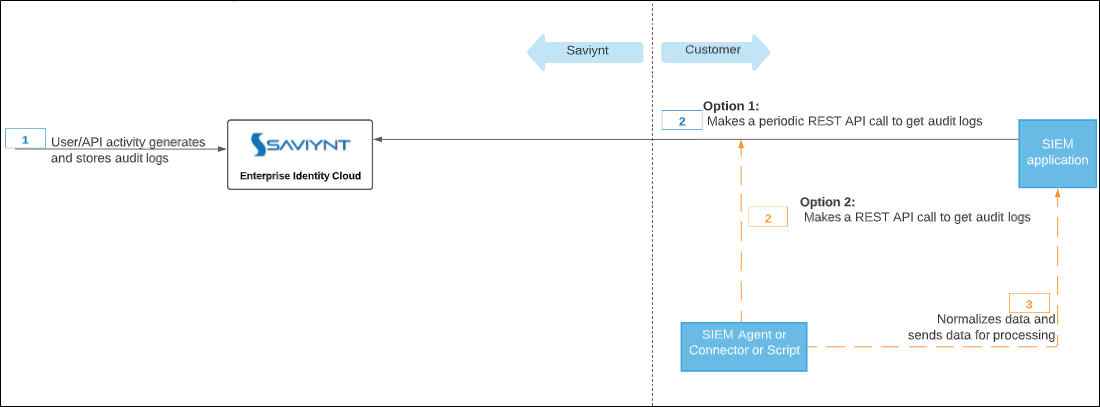 Saviynt
Customer
Option 1:
2
Makes a periodic REST API call to get audit logs
1
User/API activity generates
and stores audit logs
SAVIYNT
Enterprise Identity Cloud
SIEM
application
Option 2:
2
Makes a REST API call to get audit logs
3
Normalizes data and
sends data for processing
SIEM Agent or
Connector or Script